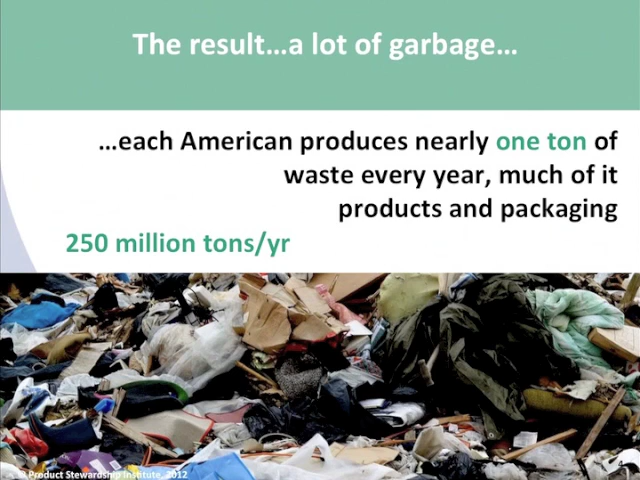 The result...a lot of garbage...
...each American produces nearly one ton of
waste every year, much of it
products and packaging
250 million tons/yr
© Product Stewardship Institute, 2012